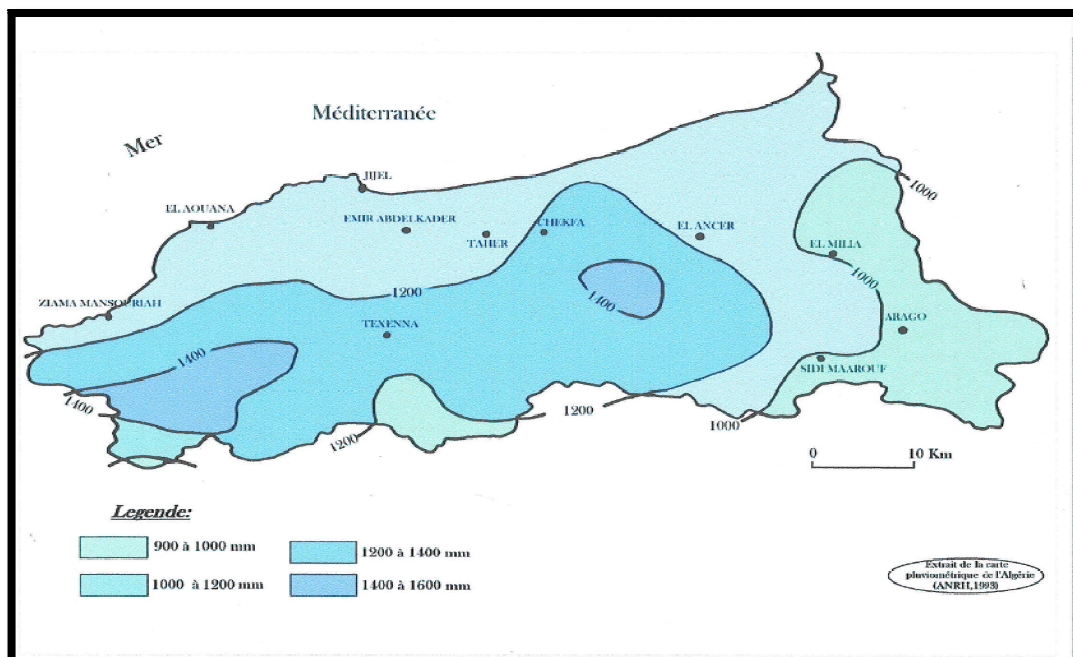 Méditerranée
Mer
JIJEL
EL AOUANA
EMIR ABDELKADER
TAHER
CHEKFA
EL ANCER
EL MILIA
1000
1000
ZIAMA MANSOURIAH
1200
1400
TEXENNA
ARAGO
1400
SIDI MAAROUF
1400
1200
1200
1000
0 10 Km
Legende:
900 à 1000 mm
1200 à 1400 mm
1000 à 1200 mm
1400 à 1600 mm
Extrait de la carte
pluviométrique de l'Algérie
(ANRH,1993)